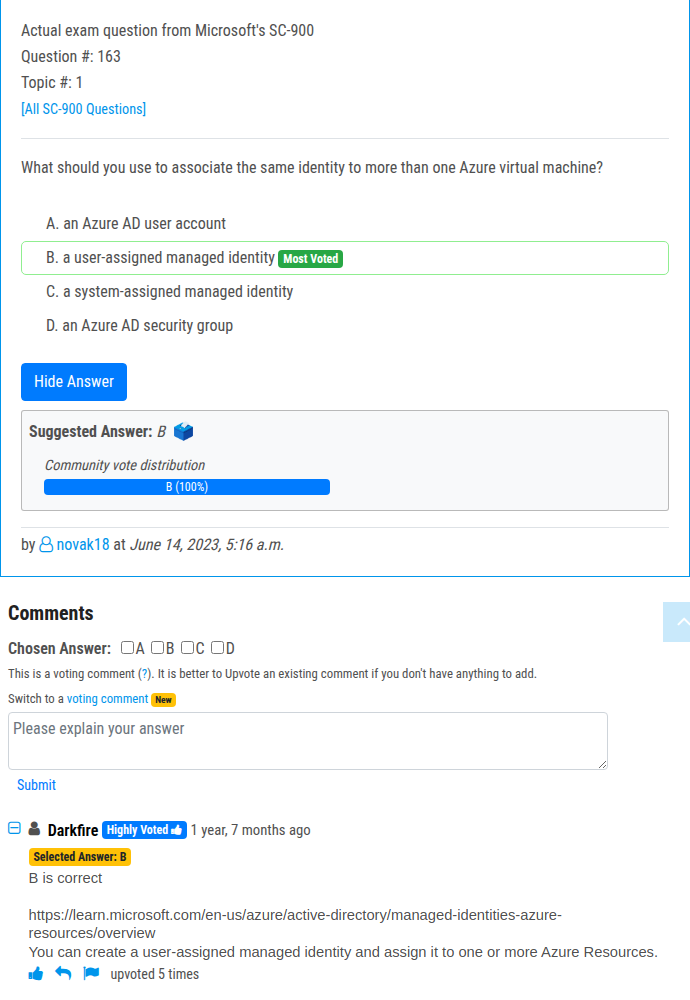 Actual exam question from Microsoft's SC-900
Question #: 163
Topic #: 1
[All SC-900 Questions]
What should you use to associate the same identity to more than one Azure virtual machine?
A. an Azure AD user account
B. a user-assigned managed identity Most Voted
C. a system-assigned managed identity
D. an Azure AD security group
Hide Answer
Suggested Answer: B
Community vote distribution
B (100%)
by novak18 at June 14, 2023, 5:16 a.m.
Comments
Chosen Answer: A B C D
This is a voting comment (?). It is better to Upvote an existing comment if you don't have anything to add.
Switch to a voting comment New
Please explain your answer
Submit
Darkfire Highly Voted 1 year, 7 months ago
Selected Answer: B
B is correct
https://learn.microsoft.com/en-us/azure/active-directory/managed-identities-azure-
resources/overview
You can create a user-assigned managed identity and assign it to one or more Azure Resources.
upvoted 5 times